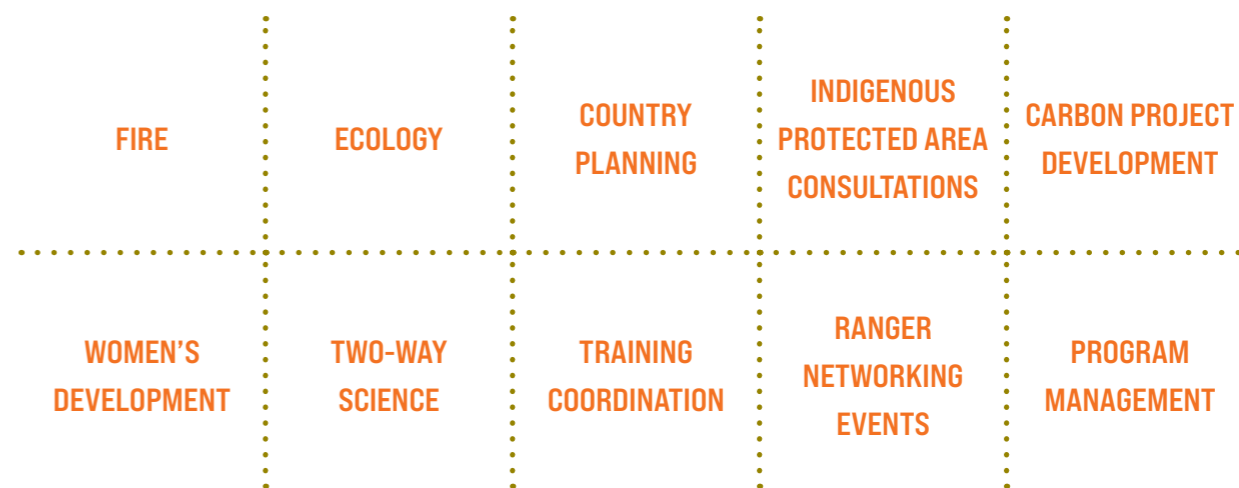 FIRE
ECOLOGY
COUNTRY
PLANNING
INDIGENOUS
PROTECTED AREA
CONSULTATIONS
CARBON PROJECT
DEVELOPMENT
WOMEN'S
DEVELOPMENT
TWO-WAY
SCIENCE
TRAINING
COORDINATION
RANGER
NETWORKING
EVENTS
PROGRAM
MANAGEMENT